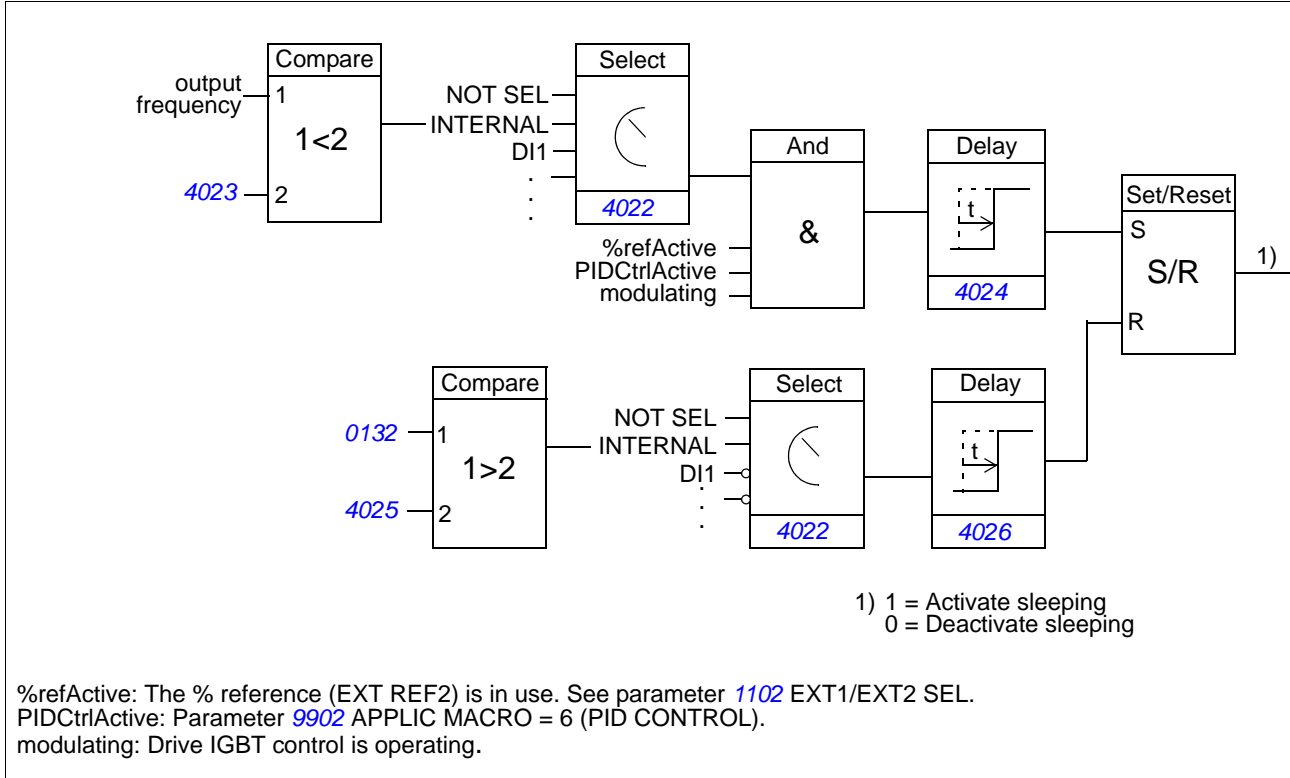 Compare
output
frequency
1
1<2
4023
2
NOT SEL
INTERNAL
DI1
.
.
.
Select
4022
%refActive
PIDCtrlActive
modulating
And
&
Delay
t
4024
Set/Reset
S
S/R
R
1)
Compare
0132
1
1>2
4025
2
NOT SEL
INTERNAL
DI1
.
.
.
Select
4022
Delay
t
4026
1) 1 = Activate sleeping
0 = Deactivate sleeping
%refActive: The % reference (EXT REF2) is in use. See parameter 1102 EXT1/EXT2 SEL.
PIDCtrlActive: Parameter 9902 APPLIC MACRO = 6 (PID CONTROL).
modulating: Drive IGBT control is operating.